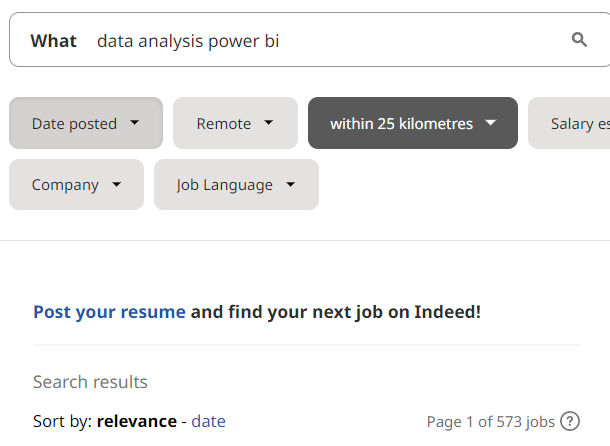 What data analysis power bi
Date posted Remote within 25 kilometres Salary es
Company Job Language
Post your resume and find your next job on Indeed!
Search results
Sort by: relevance - date Page 1 of 573 jobs ?